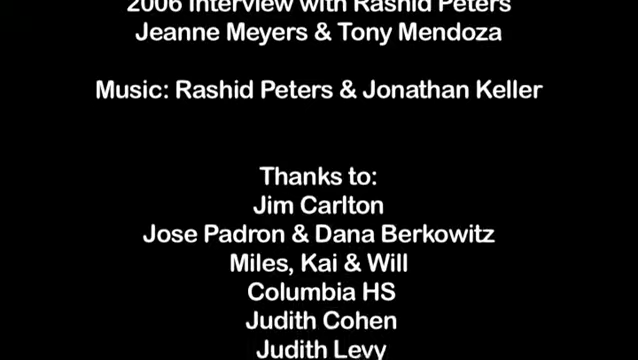 2006 Interview with Rashid Peters
Jeanne Meyers & Tony Mendoza
Music: Rashid Peters & Jonathan Keller
Thanks to:
Jim Carlton
Jose Padron & Dana Berkowitz
Miles, Kai & Will
Columbia HS
Judith Cohen
Judith Levy